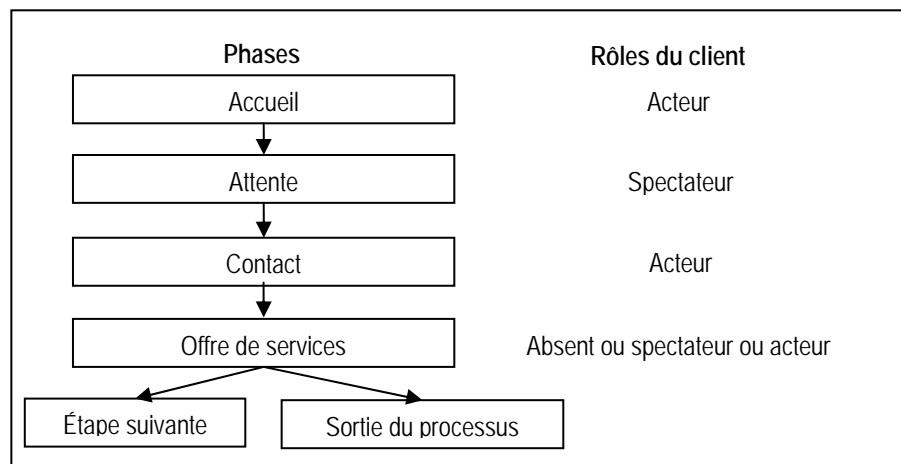 Phases Rôles du client
Accueil Acteur
Attente Spectateur
Contact Acteur
Offre de services Absent ou spectateur ou acteur
Étape suivante Sortie du processus